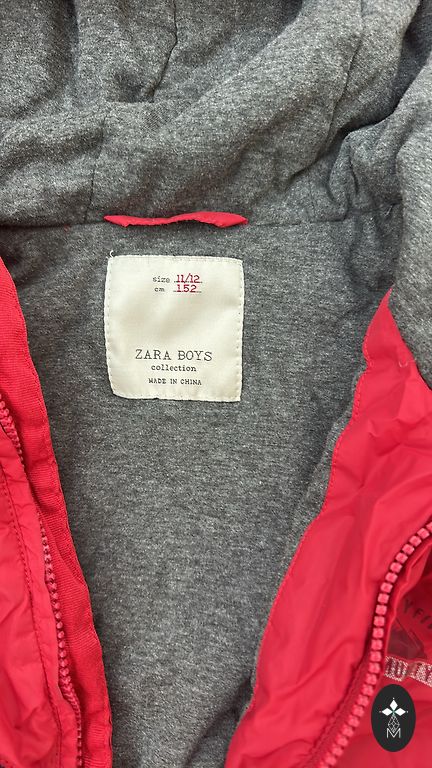 size 11/12
cm 152
ZARA BOYS
collection
MADE IN CHINA